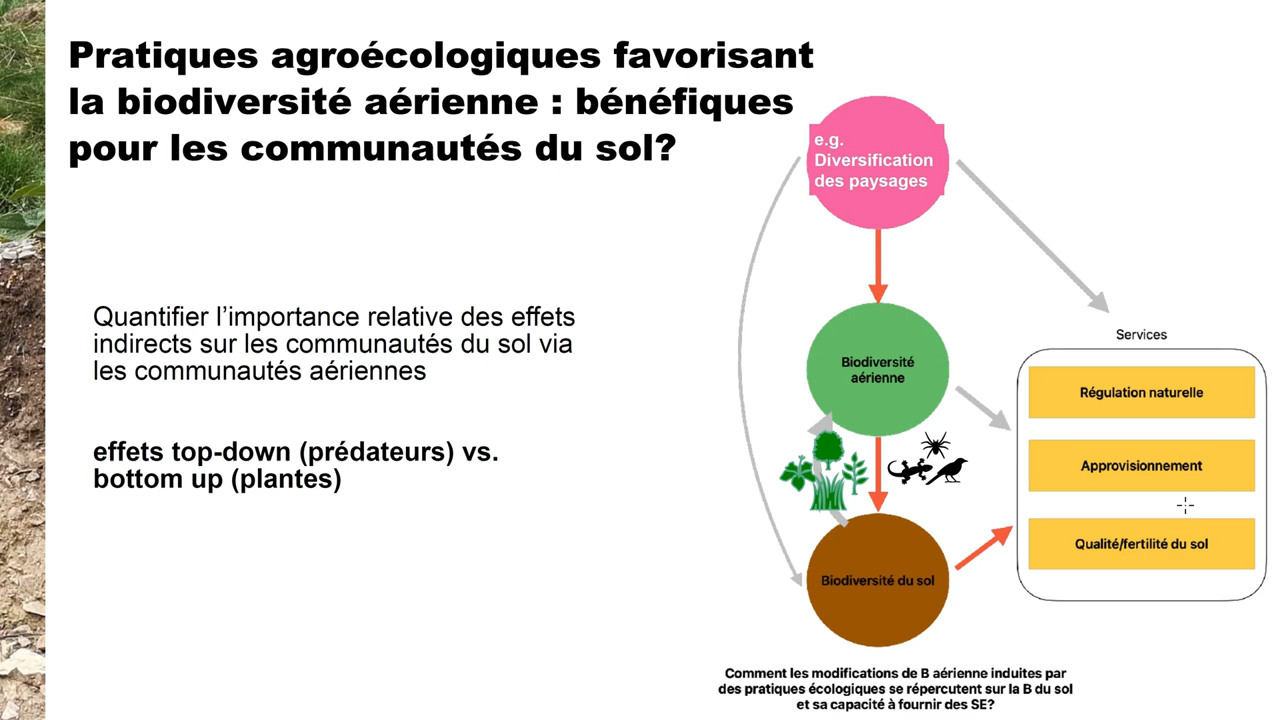 Pratiques agroécologiques favorisant
la biodiversité aérienne : bénéfiques
pour les communautés du sol?
e.g.
Diversification
des paysages
Quantifier l’importance relative des effets
indirects sur les communautés du sol via
les communautés aériennes
effets top-down (prédateurs) vs.
bottom up (plantes)
Biodiversité
aérienne
Biodiversité du sol
Services
Régulation naturelle
Approvisionnement
Qualité/fertilité du sol
Comment les modifications de B aérienne induites par
des pratiques écologiques se répercutent sur la B du sol
et sa capacité à fournir des SE?